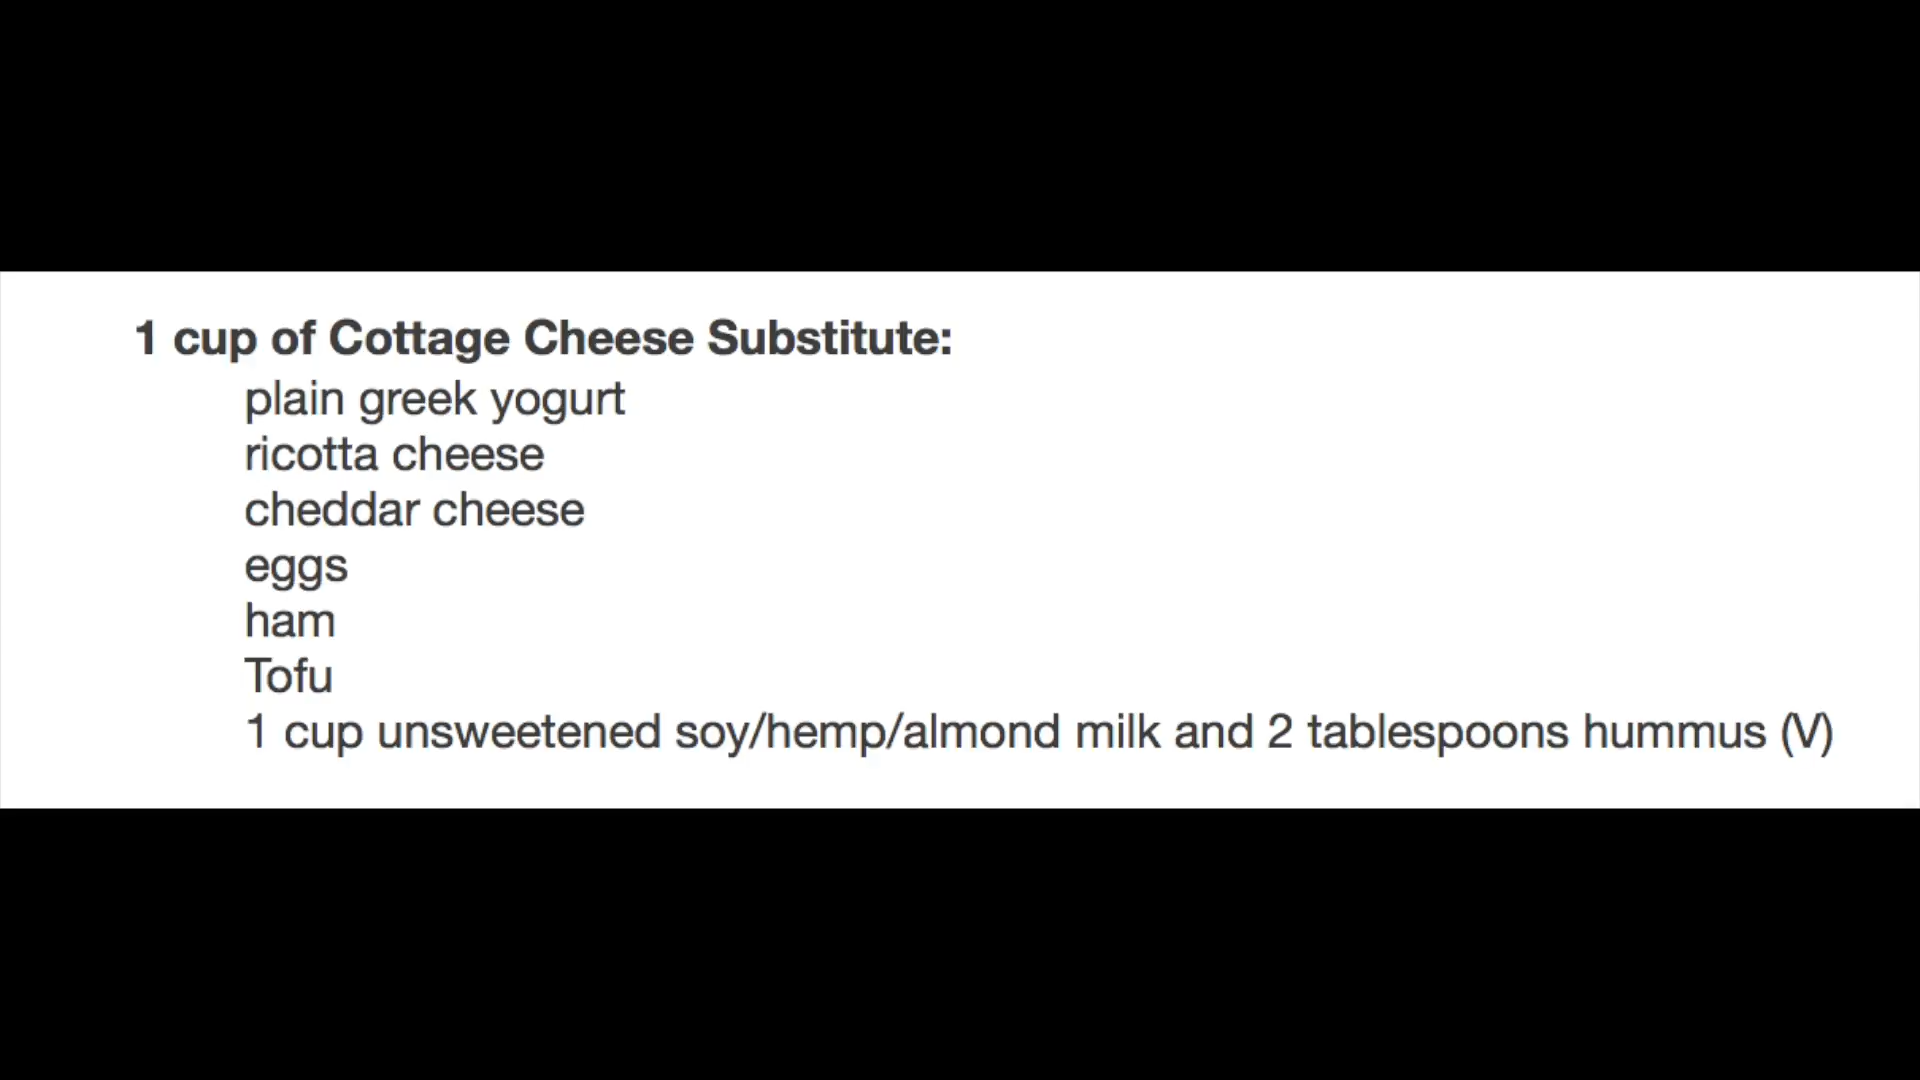 1 cup of Cottage Cheese Substitute:
plain greek yogurt
ricotta cheese
cheddar cheese
eggs
ham
Tofu
1 cup unsweetened soy/hemp/almond milk and 2 tablespoons hummus (V)